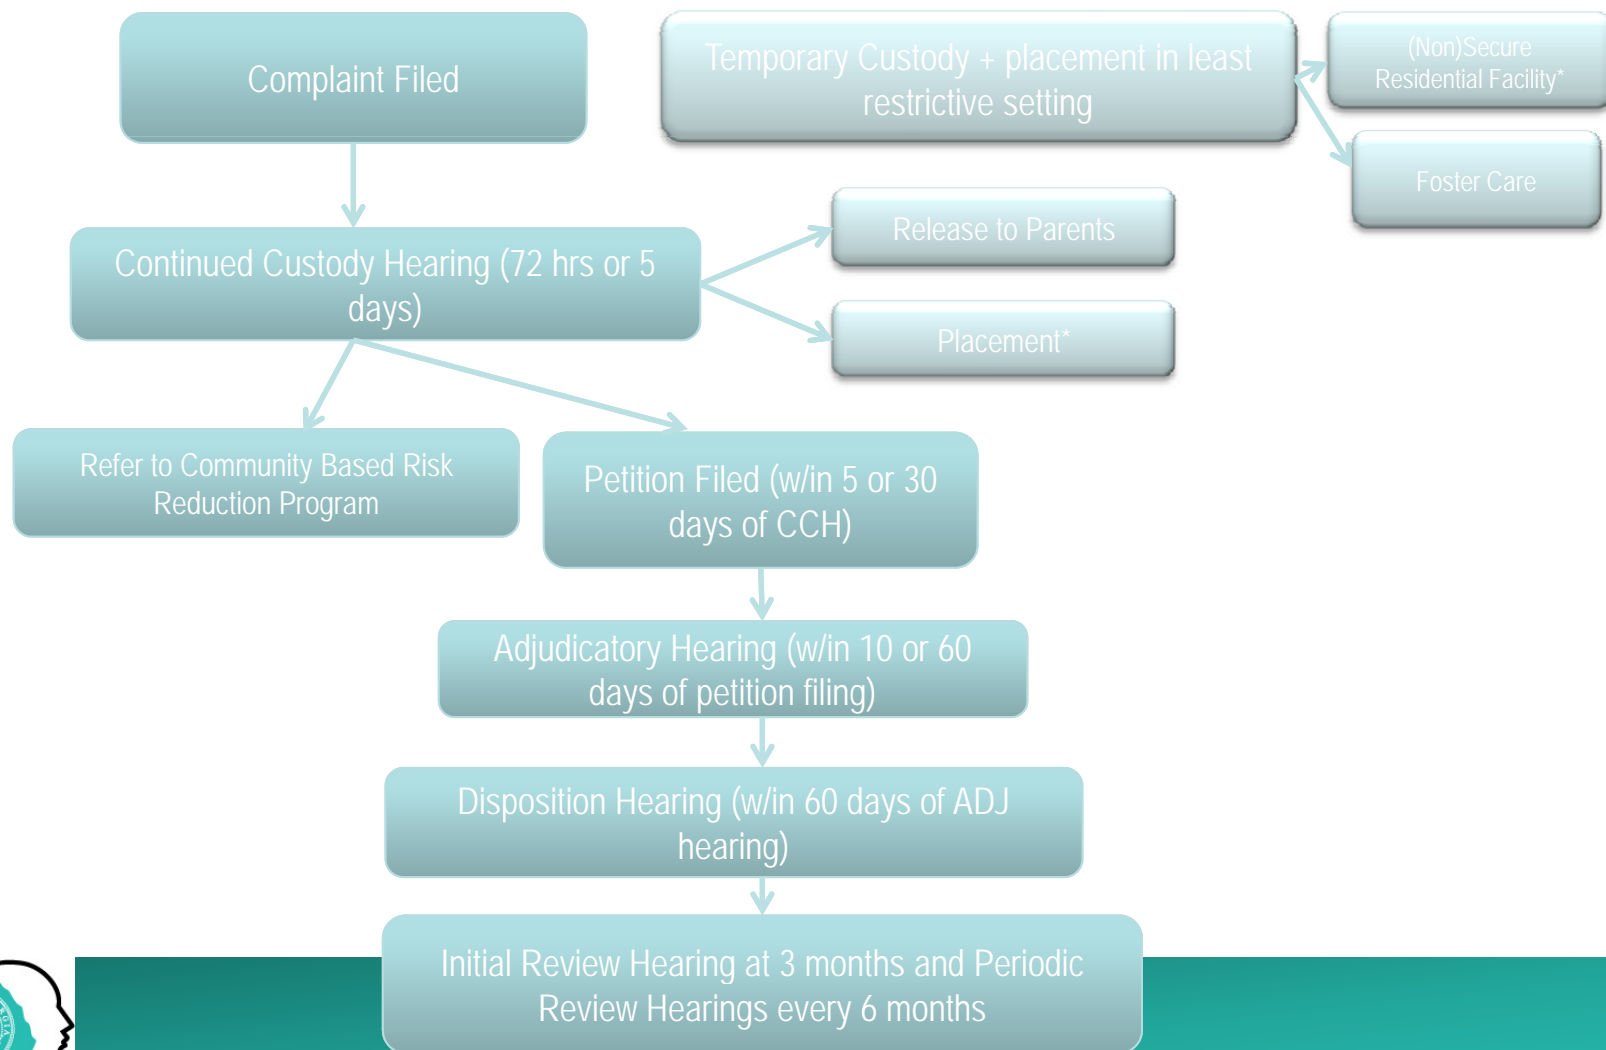 Complaint Filed
Temporary Custody + placement in least
restrictive setting
(Non)Secure
Residential Facility*
Foster Care
Continued Custody Hearing (72 hrs or 5
days)
Release to Parents
Placement*
Refer to Community Based Risk
Reduction Program
Petition Filed (w/in 5 or 30
days of CCH)
Adjudicatory Hearing (w/in 10 or 60
days of petition filing)
Disposition Hearing (w/in 60 days of ADJ
hearing)
Initial Review Hearing at 3 months and Periodic
Review Hearings every 6 months